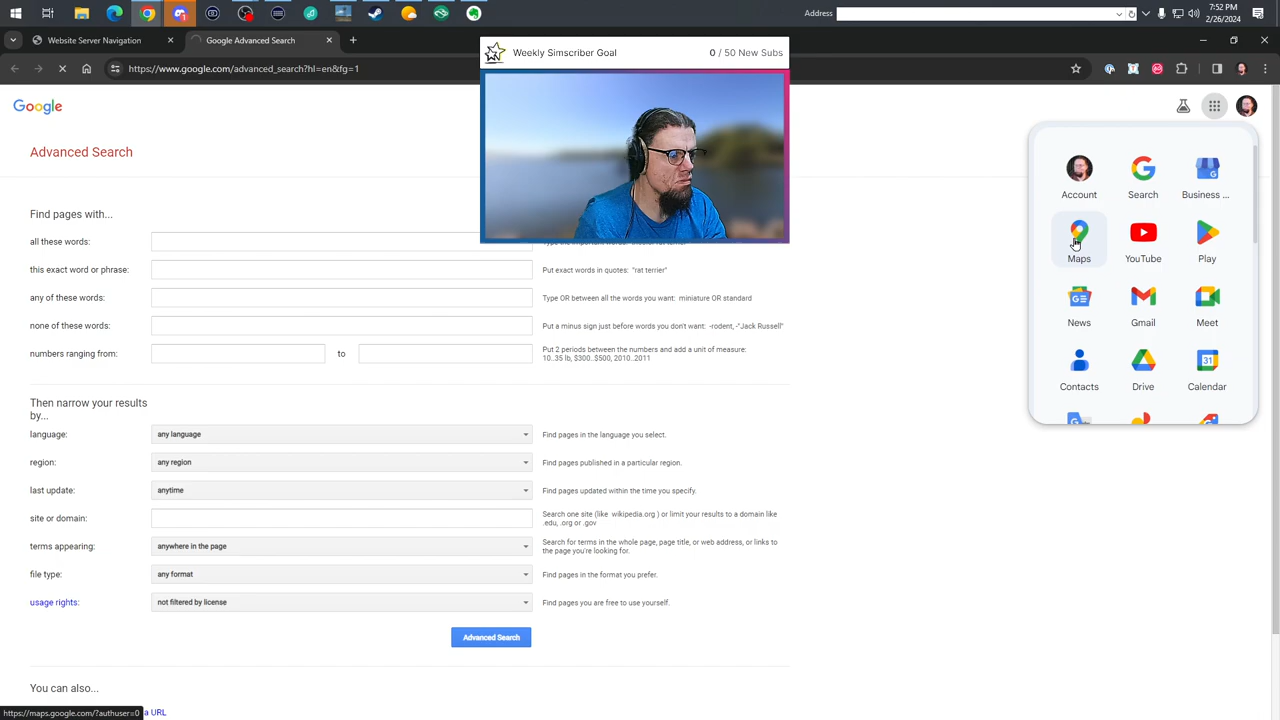 Address
7:52 PM
2/26/2024
Website Server Navigation
Google Advanced Search
https://www.google.com/advanced_search?hl=en&fg=1
Weekly Simscriber Goal
0 / 50 New Subs
Google
Advanced Search
Account
Search
Business ...
Maps
YouTube
Play
News
Gmail
Meet
Contacts
Drive
Calendar
Find pages with...
all these words:
this exact word or phrase:
Put exact words in quotes: "rat terrier"
any of these words:
Type OR between all the words you want: miniature OR standard
none of these words:
Put a minus sign just before words you don't want: -rodent, -"Jack Russell"
numbers ranging from:
to
Put 2 periods between the numbers and add a unit of measure:
10..35 lb, $300..$500, 2010..2011
Then narrow your results
by...
language:
any language
Find pages in the language you select.
region:
any region
Find pages published in a particular region.
last update:
anytime
Find pages updated within the time you specify.
site or domain:
Search one site (like wikipedia.org ) or limit your results to a domain like
.edu, .org or .gov
terms appearing:
anywhere in the page
Search for terms in the whole page, page title, or web address, or links to
the page you're looking for.
file type:
any format
Find pages in the format you prefer.
usage rights:
not filtered by license
Find pages you are free to use yourself.
Advanced Search
You can also...
https://maps.google.com/?authuser=0
a URL